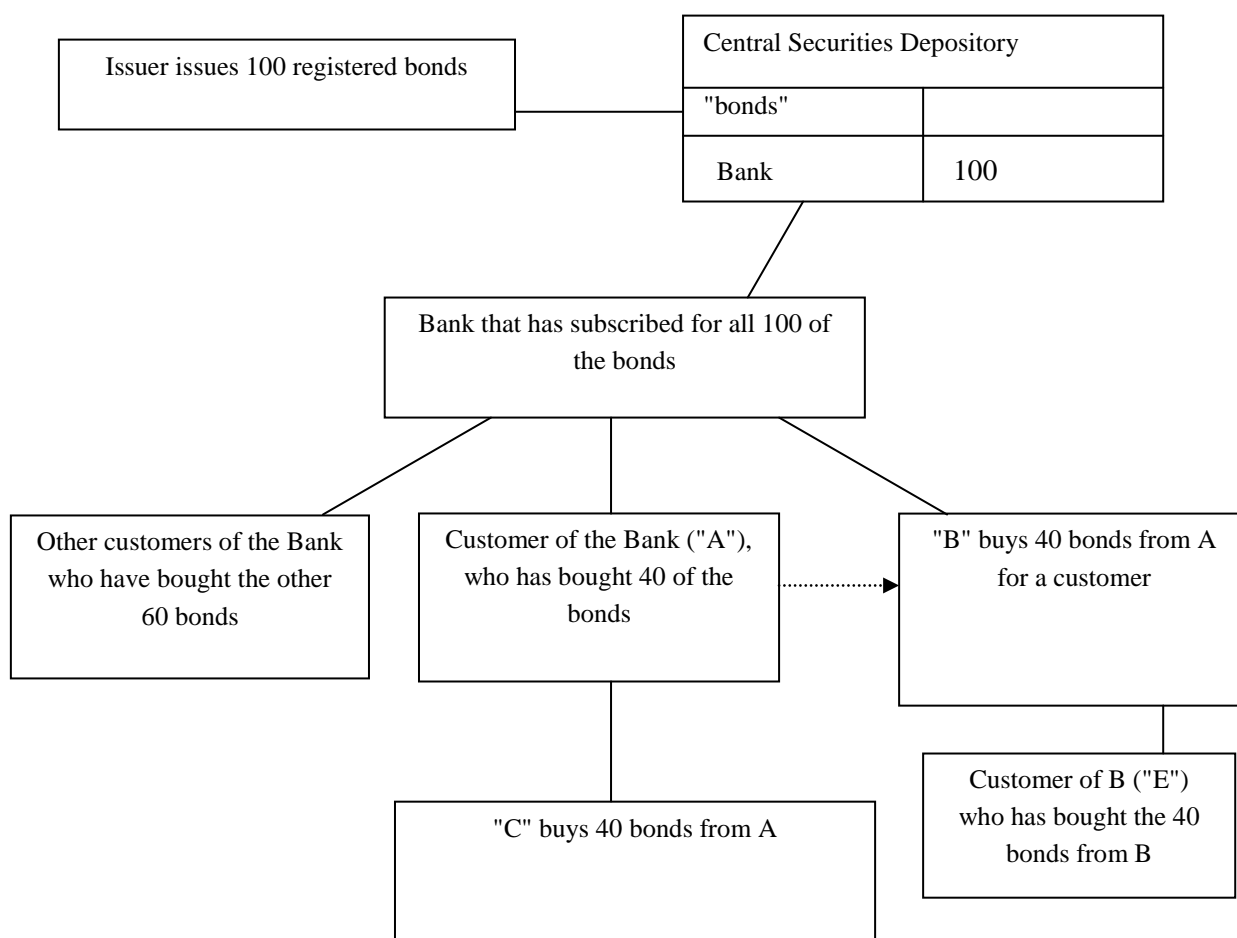 Issuer issues 100 registered bonds
Central Securities Depository
"bonds"
Bank 100
Bank that has subscribed for all 100 of
the bonds
Other customers of the Bank
who have bought the other
60 bonds
Customer of the Bank ("A"),
who has bought 40 of the
bonds
"B" buys 40 bonds from A
for a customer
"C" buys 40 bonds from A
Customer of B ("E")
who has bought the 40
bonds from B